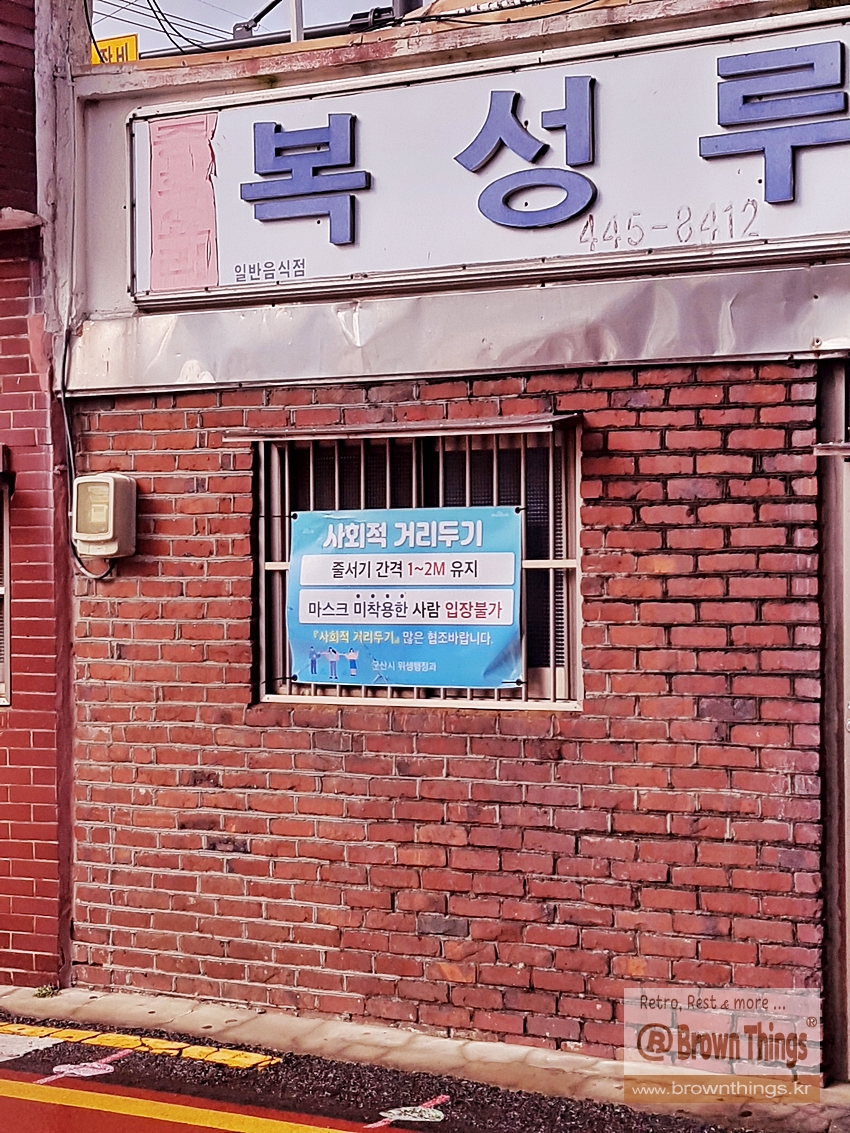 장비
복성루
445-8412
일반음식점
사회적 거리두기
줄서기 간격 1~2M 유지
마스크 미착용한 사람 입장불가
『사회적 거리두기』 많은 협조바랍니다.
군산시 위생행정과
Retro, Rest & more ...
Brown Things®
www.brownthings.kr